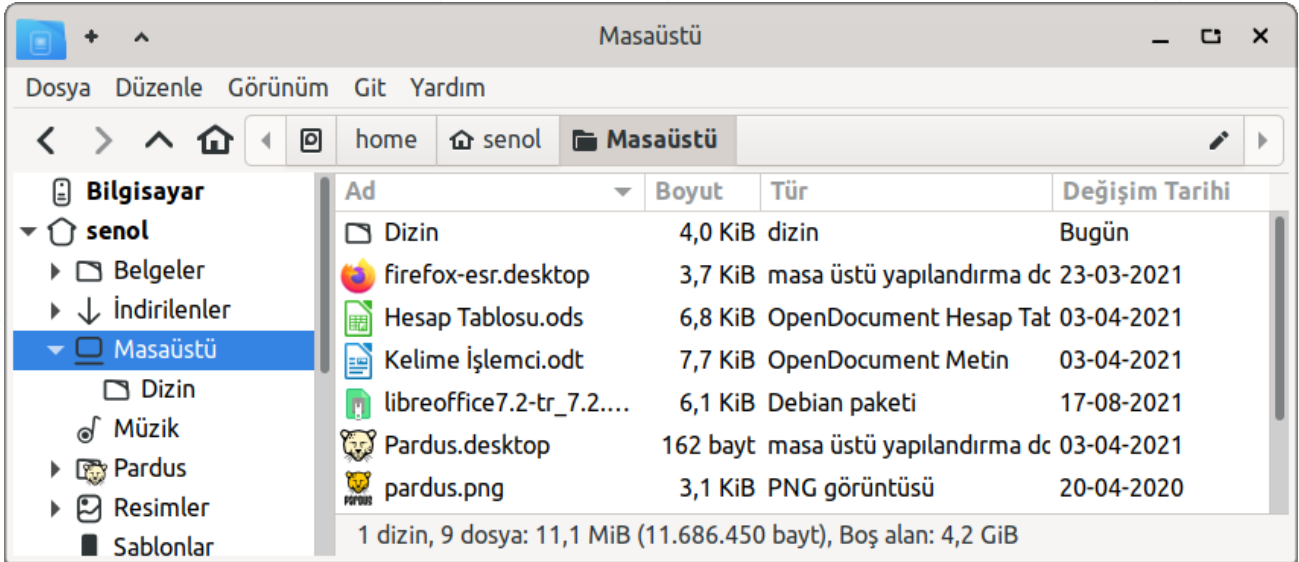 Masaüstü
Dosya Düzenle Görünüm Git Yardım
home senol Masaüstü
Bilgisayar
senol
Belgeler
İndirilenler
Masaüstü
Dizin
Müzik
Pardus
Resimler
Sablonlar
Ad Boyut Tür Değişim Tarihi
Dizin 4,0 KiB dizin Bugün
firefox-esr.desktop 3,7 KiB masa üstü yapılandırma dc 23-03-2021
Hesap Tablosu.ods 6,8 KiB OpenDocument Hesap Tal 03-04-2021
Kelime İşlemci.odt 7,7 KiB OpenDocument Metin 03-04-2021
libreoffice7.2-tr_7.2.... 6,1 KiB Debian paketi 17-08-2021
Pardus.desktop 162 bayt masa üstü yapılandırma dc 03-04-2021
pardus.png 3,1 KiB PNG görüntüsü 20-04-2020
1 dizin, 9 dosya: 11,1 MiB (11.686.450 bayt), Boş alan: 4,2 GiB